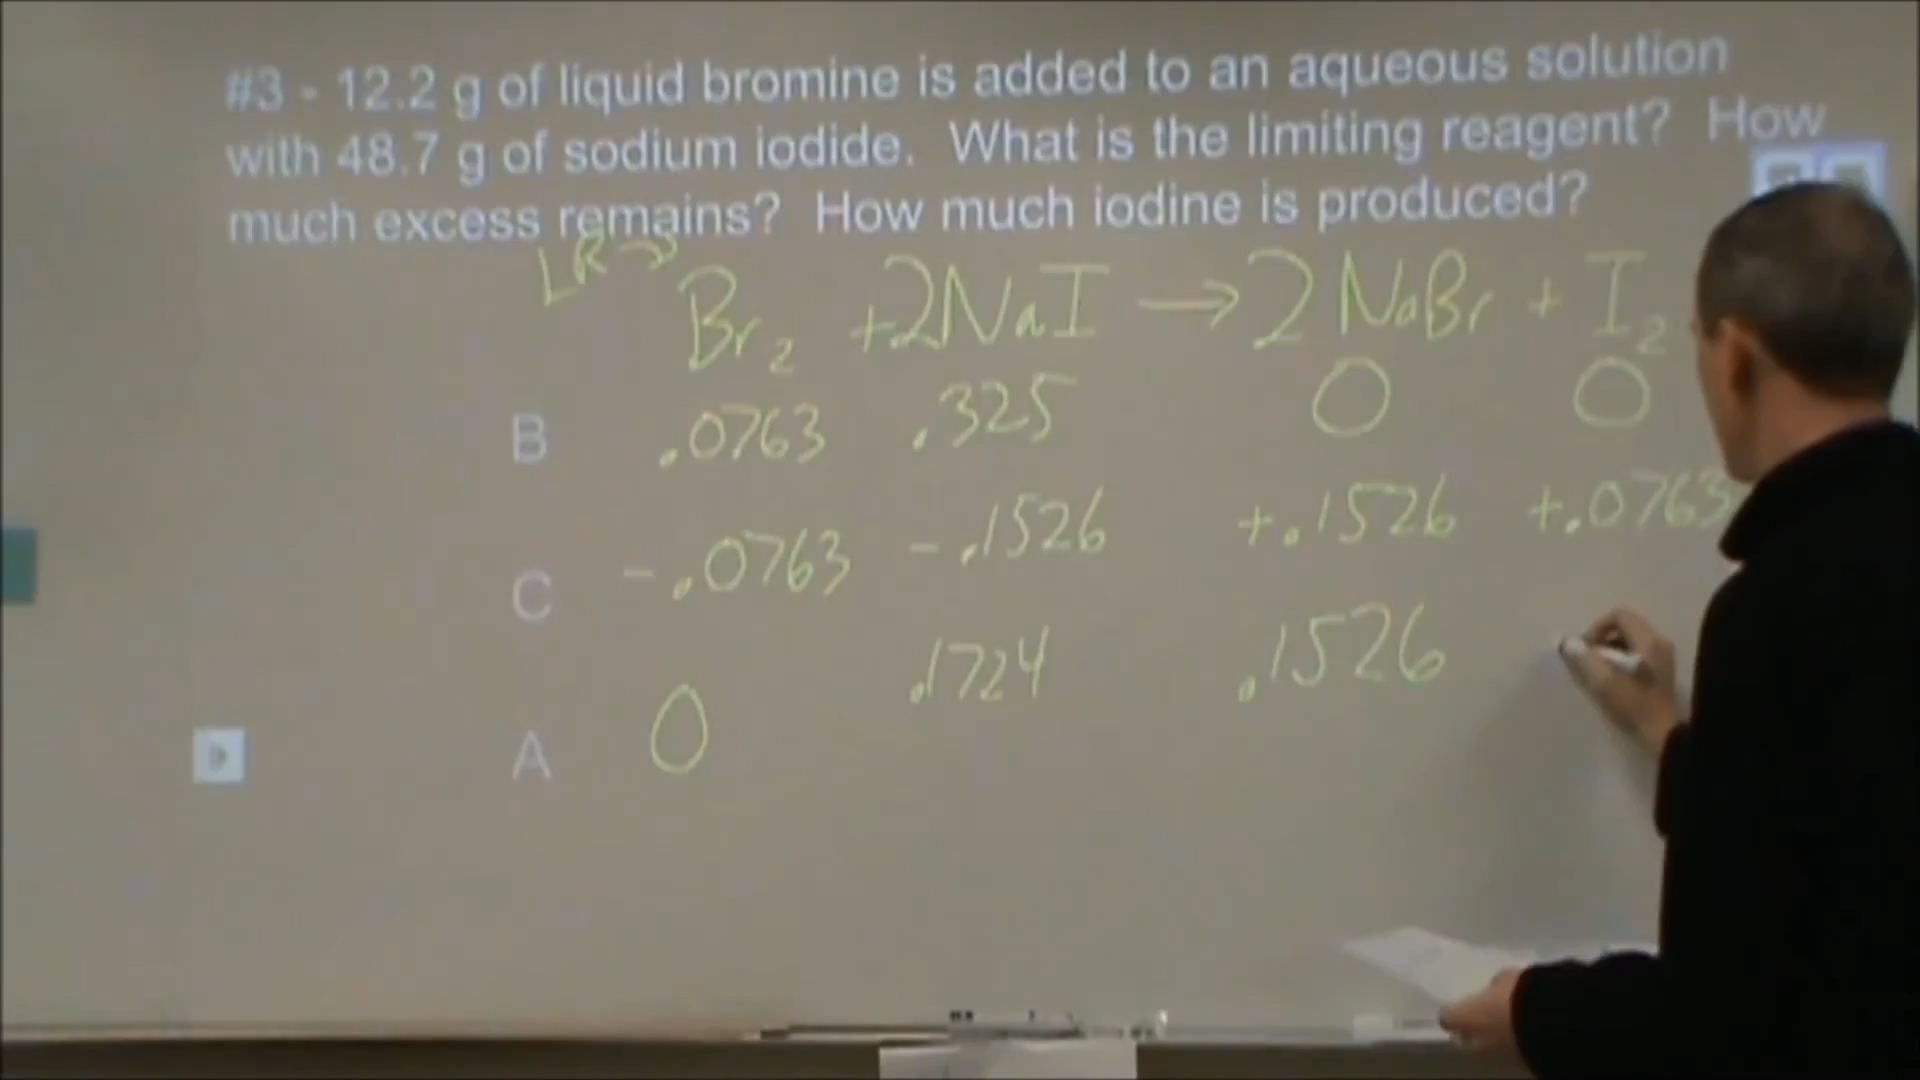 #3 - 12.2 g of liquid bromine is added to an aqueous solution
with 48.7 g of sodium iodide. What is the limiting reagent? How
much excess remains? How much iodine is produced?
LR →
Br₂ + 2NaI → 2 NaBr + I₂
B .0763 .325 0 0
C - .0763 - .1526 + .1526 + .0763
A 0 .1724 .1526